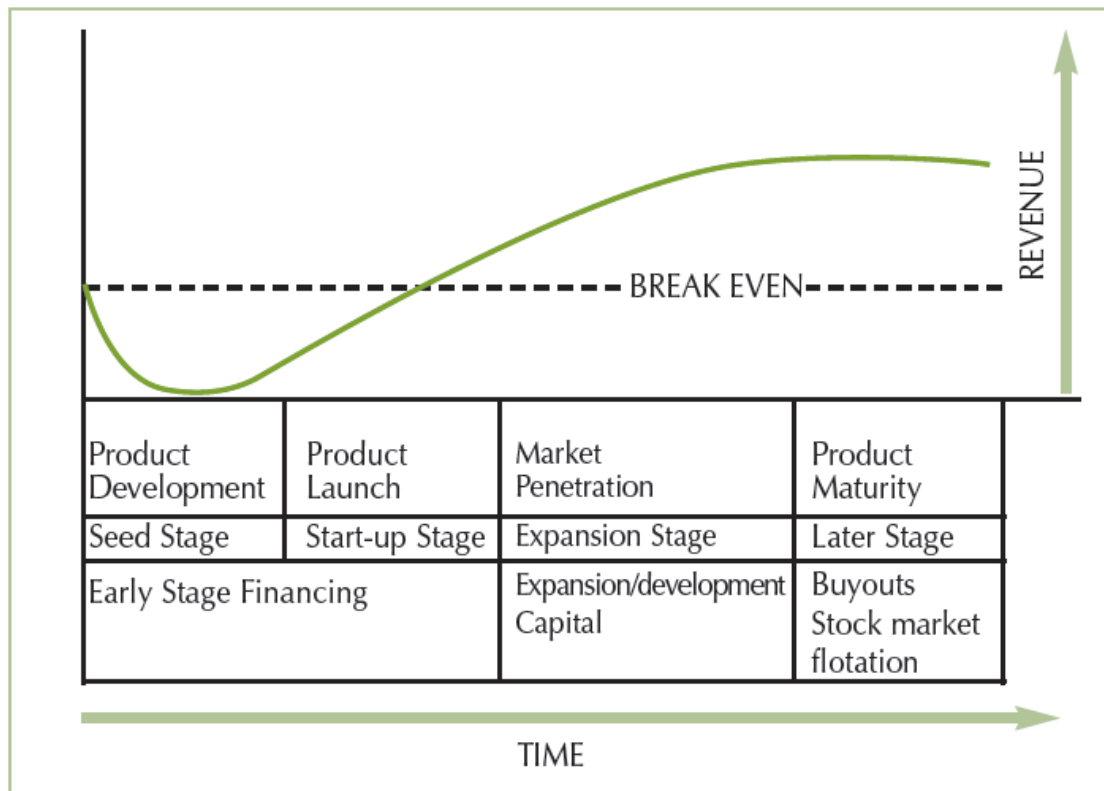 REVENUE
BREAK EVEN
Product
Development
Product
Launch
Market
Penetration
Product
Maturity
Seed Stage
Start-up Stage
Expansion Stage
Later Stage
Early Stage Financing
Expansion/development
Capital
Buyouts
Stock market
flotation
TIME